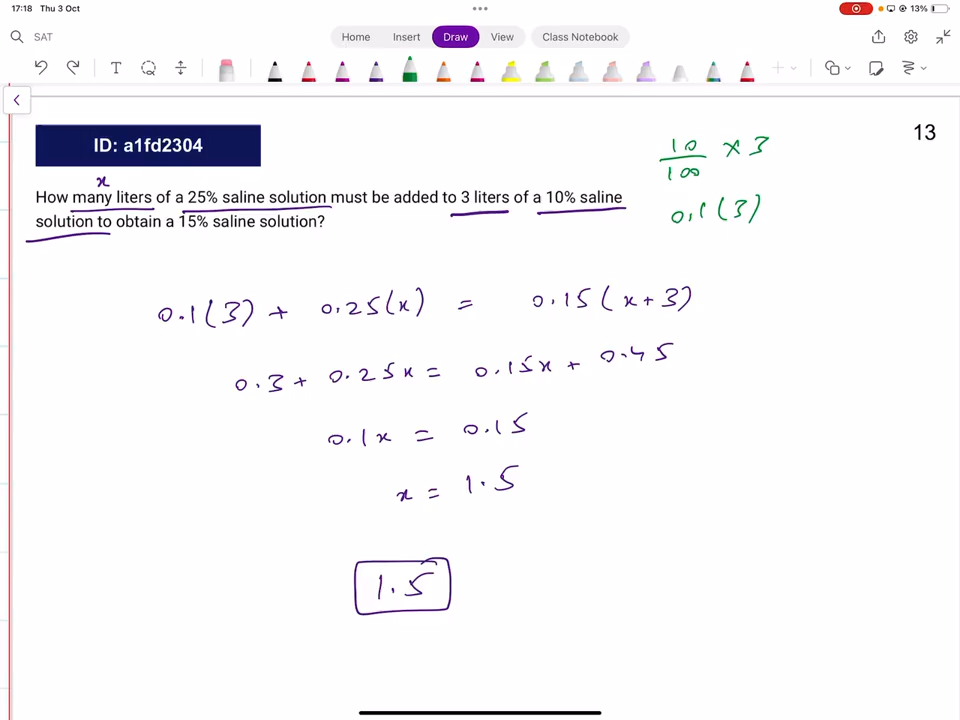 17:18 Thu 3 Oct
13%
SAT
Home Insert Draw View Class Notebook
T
ID: a1fd2304
13
10/100 x 3
x
How many liters of a 25% saline solution must be added to 3 liters of a 10% saline
solution to obtain a 15% saline solution?
0.1(3)
0.1(3) + 0.25(x) = 0.15(x+3)
0.3 + 0.25x = 0.15x + 0.45
0.1x = 0.15
x = 1.5
1.5